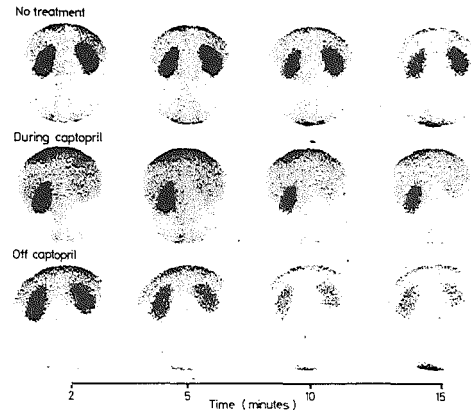 No treatment
During captopril
Off captopril
2 5 10 15
Time (minutes)